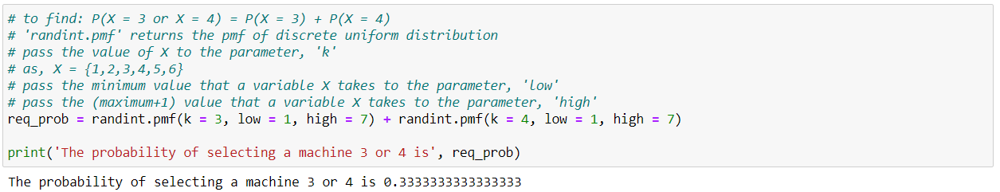 # to find: P(X = 3 or X = 4) = P(X = 3) + P(X = 4)
# 'randint.pmf' returns the pmf of discrete uniform distribution
# pass the value of X to the parameter, 'k'
# as, X = {1,2,3,4,5,6}
# pass the minimum value that a variable X takes to the parameter, 'low'
# pass the (maximum+1) value that a variable X takes to the parameter, 'high'
req_prob = randint.pmf(k = 3, low = 1, high = 7) + randint.pmf(k = 4, low = 1, high = 7)
print('The probability of selecting a machine 3 or 4 is', req_prob)
The probability of selecting a machine 3 or 4 is 0.3333333333333333